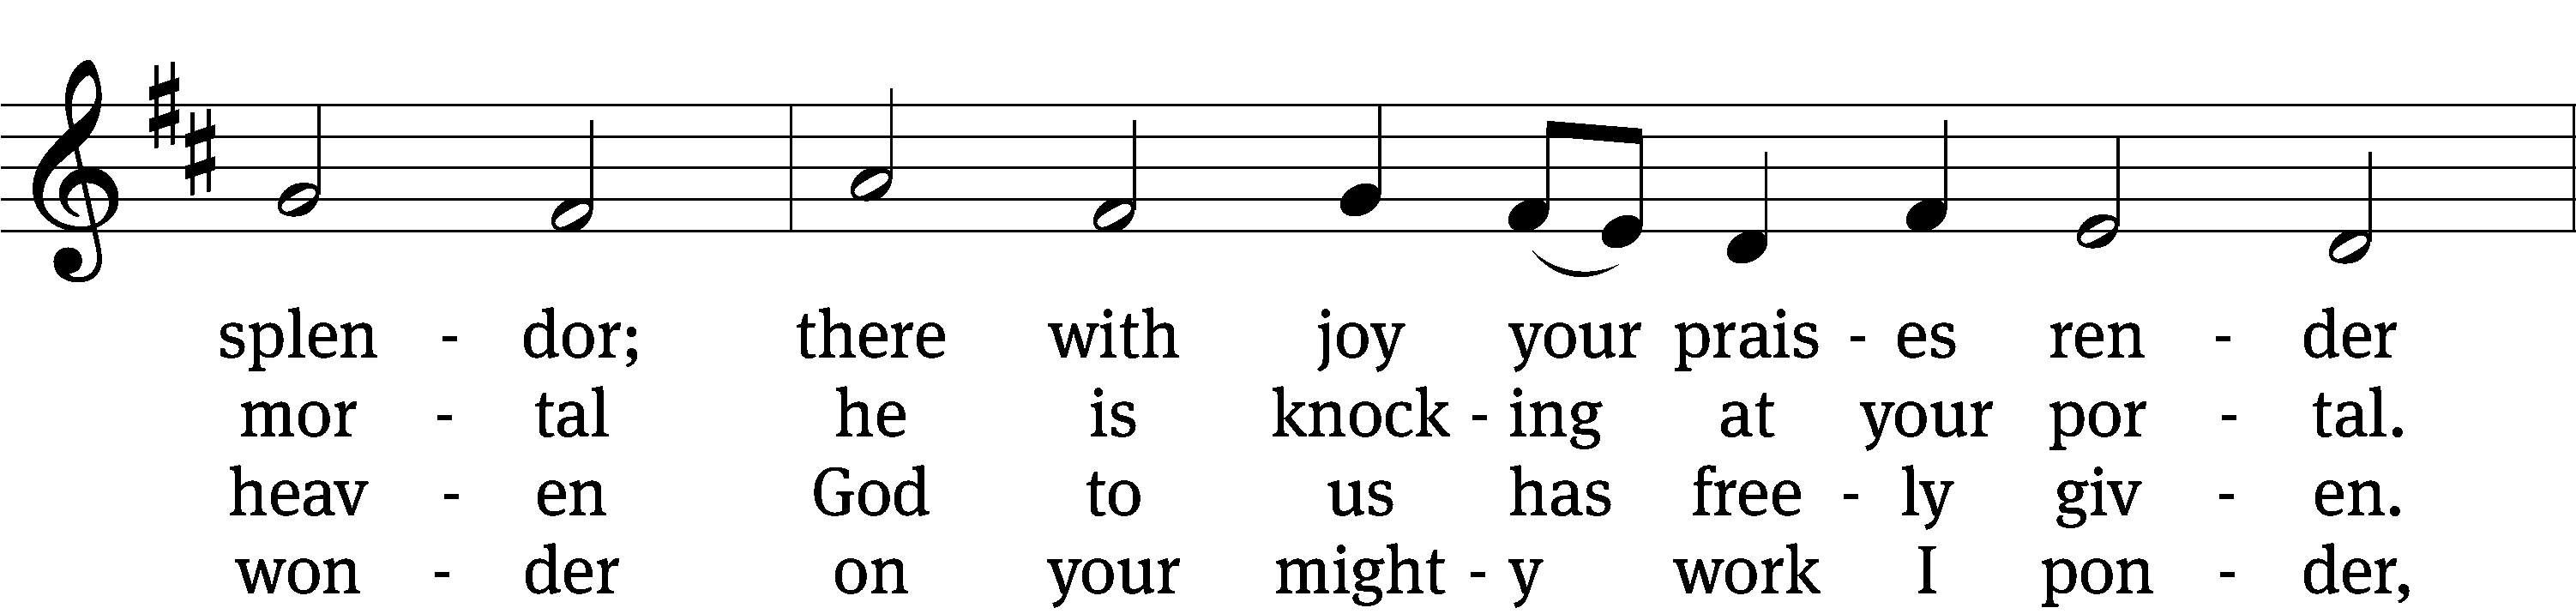 splen - dor; there with joy your prais - es ren - der
mor - tal he is knock - ing at your por - tal.
heav - en God to us has free - ly giv - en.
won - der on your might - y work I pon - der,